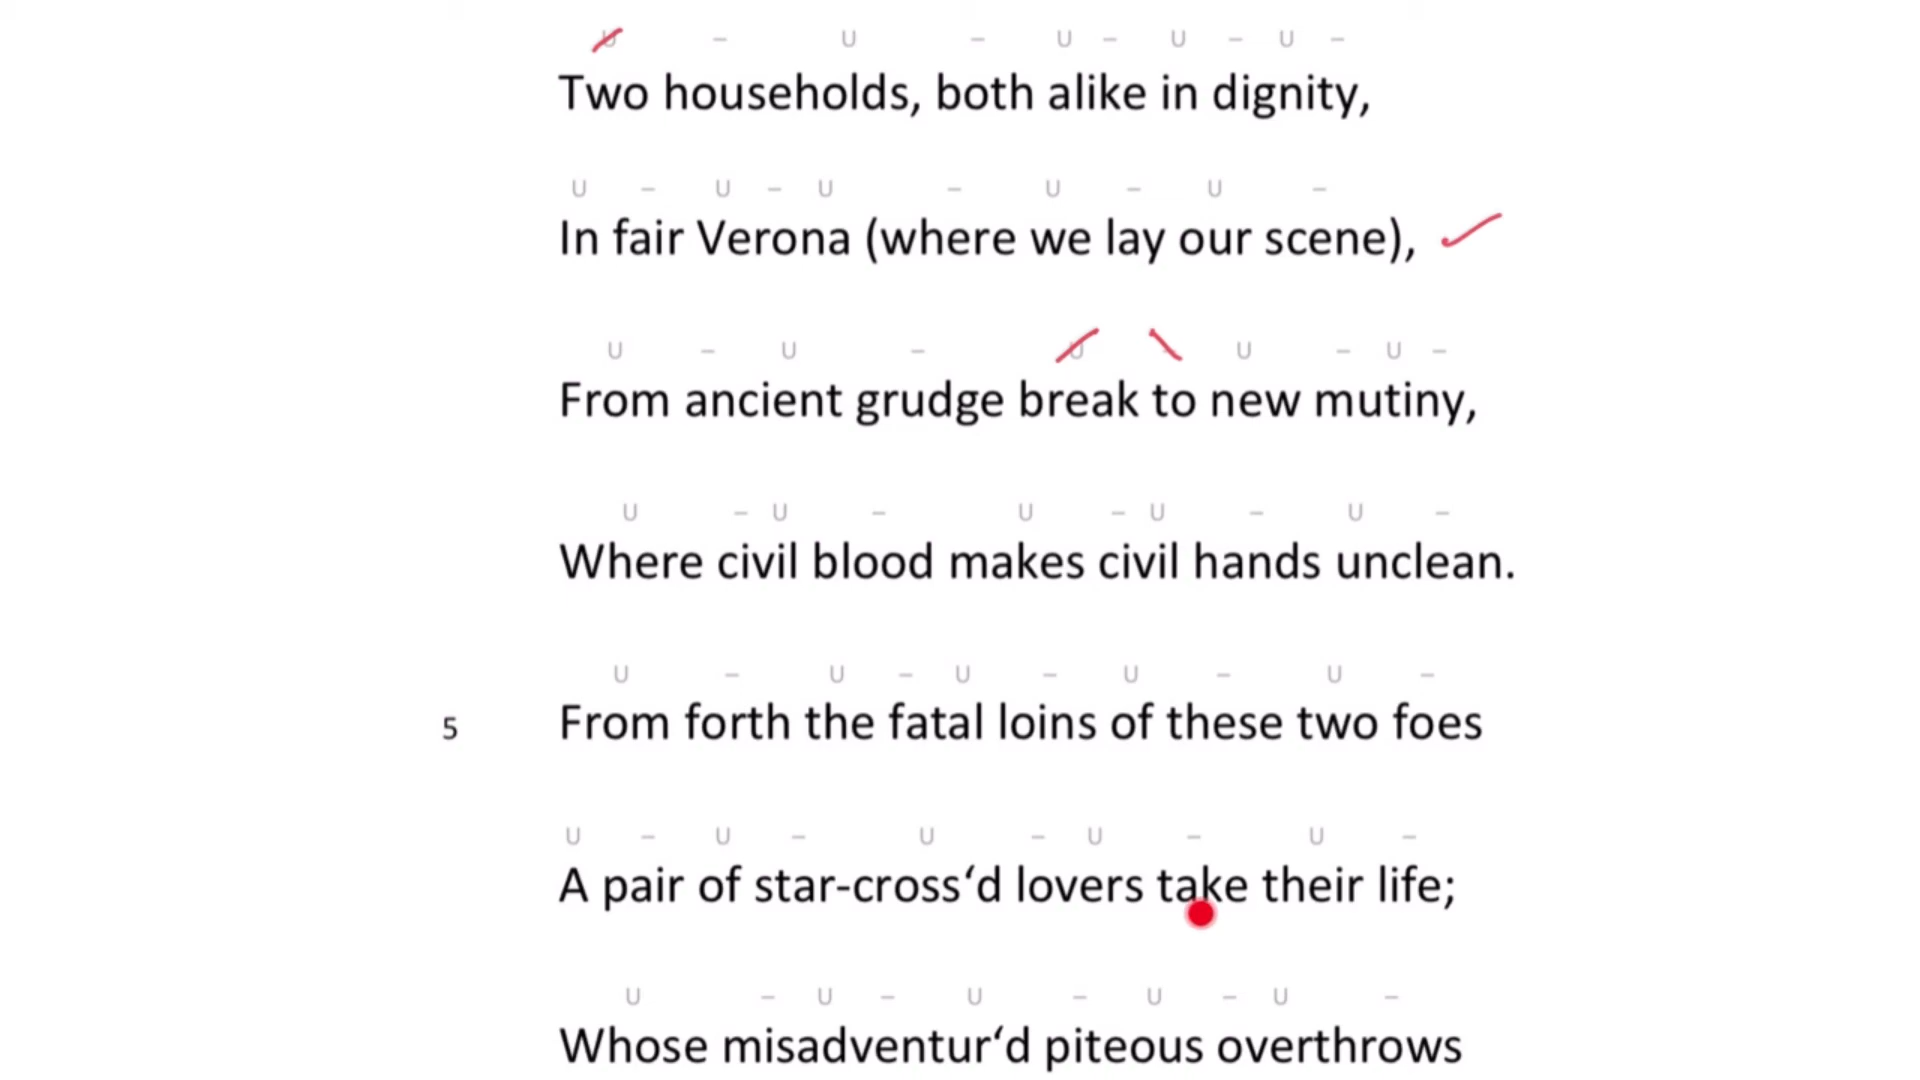 U – U – U – U – U –
Two households, both alike in dignity,
U – U – U – U – U –
In fair Verona (where we lay our scene),
U – U – U – U – U –
From ancient grudge break to new mutiny,
U – U – U – U – U –
Where civil blood makes civil hands unclean.
U – U – U – U – U –
5 From forth the fatal loins of these two foes
U – U – U – U – U –
A pair of star-cross‘d lovers take their life;
U – U – U – U – U –
Whose misadventur‘d piteous overthrows